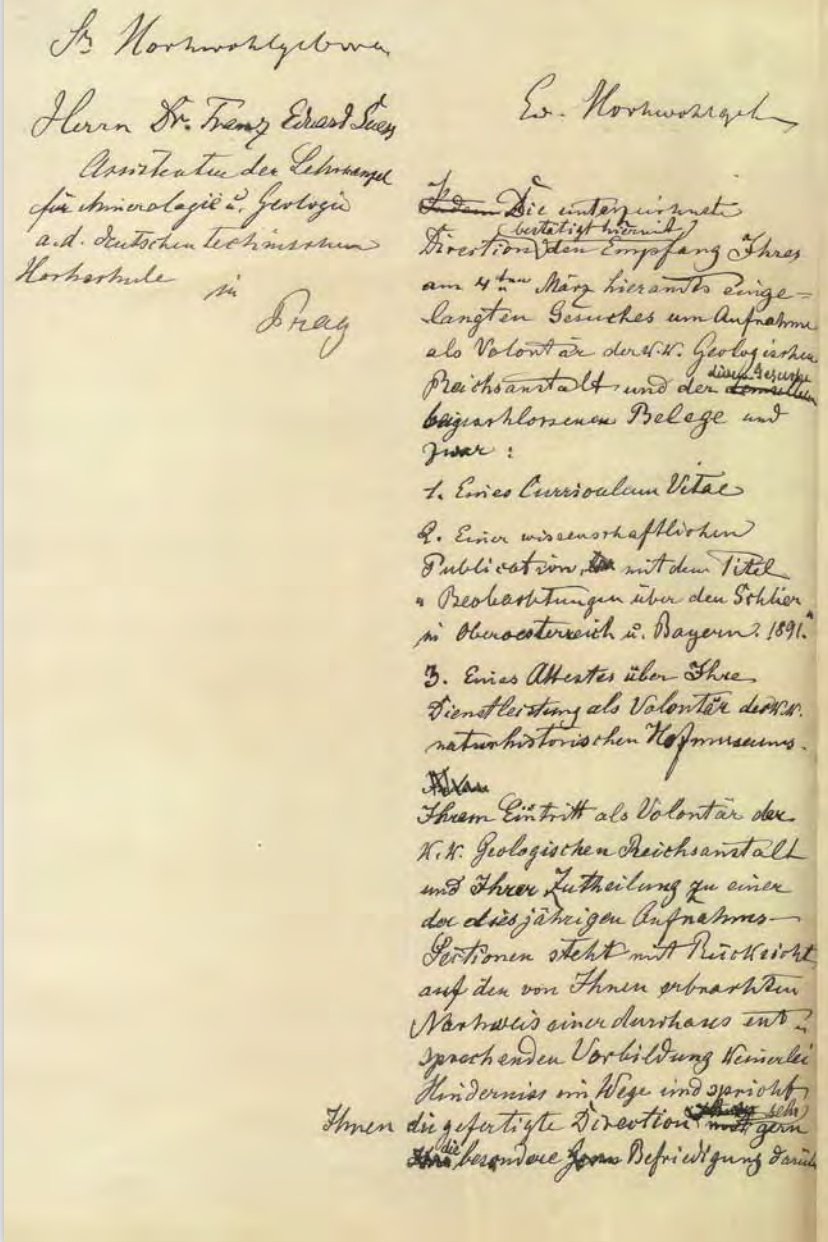 Sr Hochwohlgeboren
Herrn Dr. Franz Eduard Suess
Assistenten der Lehrkanzel
für Mineralogie u. Geologie
a.d. deutschen technischen
Hochschule
in
Prag
Ew. Hochwohlgeb
Indem Die unterzeichnete
bestätigt hiermit
Direction den Empfang Ihres
am 4ten März hieramts einge-
langten Gesuches um Aufnahme
als Volontär der k.k. Geologischen
diesem Gesuche
Reichsanstalt und der demselben
beigeschlossenen Belege und
zwar:
1. Eines Curriculum Vitae
2. Einer wissenschaftlichen
Publication, mit dem Titel
„Beobachtungen über den Schlier
in Oberoesterreich u. Bayern. 1891."
3. Eines Attestes über Ihre
Dienstleistung als Volontär des k.k.
naturhistorischen Hofmuseums.
Ihrem Eintritt als Volontär der
K.K. Geologischen Reichsanstalt
und Ihrer Zutheilung zu einer
der diesjährigen Aufnahms-
Sectionen steht mit Rücksicht
auf den von Ihnen erbrachten
Nachweis einer durchaus ent-
sprechenden Vorbildung keinerlei
Hinderniss im Wege und spricht
sehr
Ihnen die gefertigte Direction gern
die
besondere Befriedigung darüb